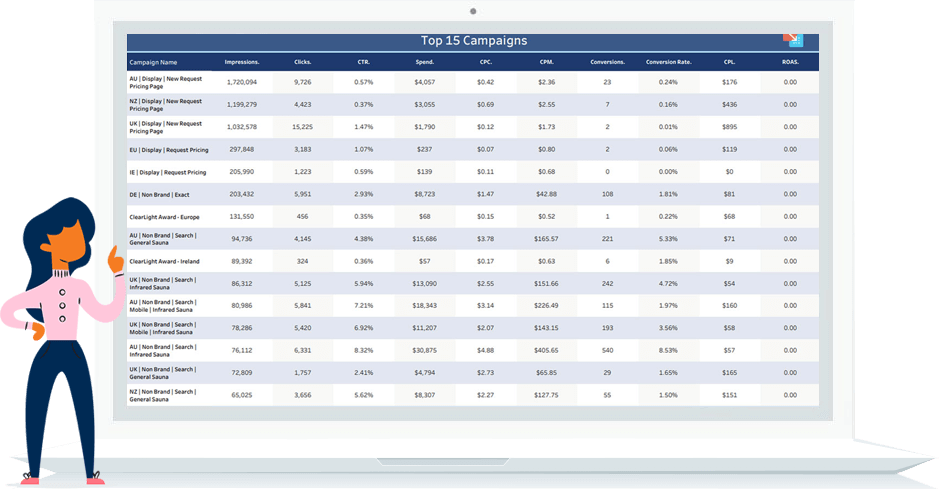 Top 15 Campaigns
Campaign Name Impressions. Clicks. CTR. Spend. CPC. CPM. Conversions. Conversion Rate. CPL. ROAS.
AU | Display | New Request
Pricing Page 1,720,094 9,726 0.57% $4,057 $0.42 $2.36 23 0.24% $176 0.00
NZ | Display | New Request
Pricing Page 1,199,279 4,423 0.37% $3,055 $0.69 $2.55 7 0.16% $436 0.00
UK | Display | New Request
Pricing Page 1,032,578 15,225 1.47% $1,790 $0.12 $1.73 2 0.01% $895 0.00
EU | Display | Request Pricing 297,848 3,183 1.07% $237 $0.07 $0.80 2 0.06% $119 0.00
IE | Display | Request Pricing 205,990 1,223 0.59% $139 $0.11 $0.68 0 0.00% $0 0.00
DE | Non Brand | Exact 203,432 5,951 2.93% $8,723 $1.47 $42.88 108 1.81% $81 0.00
ClearLight Award - Europe 131,550 456 0.35% $68 $0.15 $0.52 1 0.22% $68 0.00
AU | Non Brand | Search |
General Sauna 94,736 4,145 4.38% $15,686 $3.78 $165.57 221 5.33% $71 0.00
ClearLight Award - Ireland 89,392 324 0.36% $57 $0.17 $0.63 6 1.85% $9 0.00
UK | Non Brand | Search |
Infrared Sauna 86,312 5,125 5.94% $13,090 $2.55 $151.66 242 4.72% $54 0.00
AU | Non Brand | Search |
Mobile | Infrared Sauna 80,986 5,841 7.21% $18,343 $3.14 $226.49 115 1.97% $160 0.00
UK | Non Brand | Search |
Mobile | Infrared Sauna 78,286 5,420 6.92% $11,207 $2.07 $143.15 193 3.56% $58 0.00
AU | Non Brand | Search |
Infrared Sauna 76,112 6,331 8.32% $30,875 $4.88 $405.65 540 8.53% $57 0.00
UK | Non Brand | Search |
General Sauna 72,809 1,757 2.41% $4,794 $2.73 $65.85 29 1.65% $165 0.00
NZ | Non Brand | Search |
General Sauna 65,025 3,656 5.62% $8,307 $2.27 $127.75 55 1.50% $151 0.00